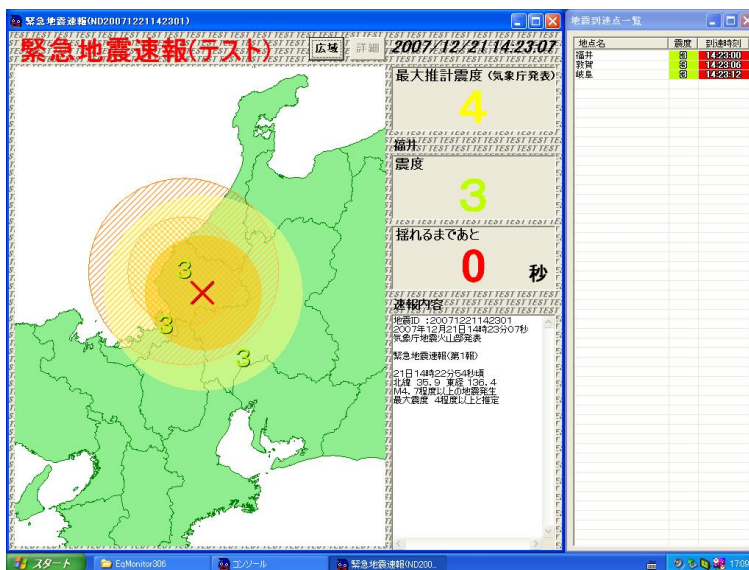 緊急地震速報(ND20071221142301)
緊急地震速報(テスト)
広域
詳細
2007/12/21 14:23:07
最大推計震度 (気象庁発表)
4
福井
震度
3
揺れるまであと
0 秒
速報内容
地震ID :20071221142301
2007年12月21日14時23分07秒
気象庁地震火山部発表
緊急地震速報(第1報)
21日14時22分54秒頃
北緯 35.9 東経 136.4
M4.7程度以上の地震発生
最大震度 4程度以上と推定
3
3
3
地震到達点一覧
地点名 震度 到達時刻
福井 3 14:23:00
敦賀 3 14:23:06
岐阜 3 14:23:12
スタート
EqMonitor306
コンソール
緊急地震速報(ND200...
17:09